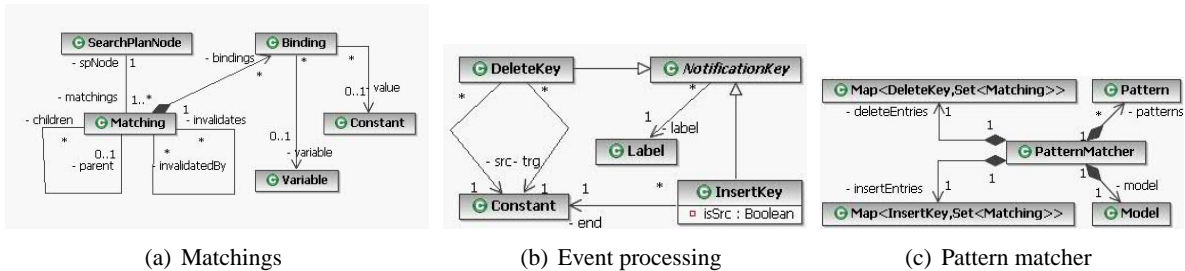 SearchPlanNode
Binding
- spNode
1
- bindings
*
*
*
- matchings
1..*
1
value
0..1
- children
Matching
- invalidates
Constant
*
*
*
0..1
0..1
- parent
- invalidatedBy
- variable
Variable
(a) Matchings
DeleteKey
NotificationKey
*
*
*
1
- label
Label
- src
- trg
1
1
1
*
InsertKey
Constant
- end
isSrc : Boolean
(b) Event processing
Map<DeleteKey,Set<Matching>>
Pattern
- deleteEntries
*
- patterns
1
1
1
PatternMatcher
- insertEntries
1
1
1
- model
1
Map<InsertKey,Set<Matching>>
Model
(c) Pattern matcher